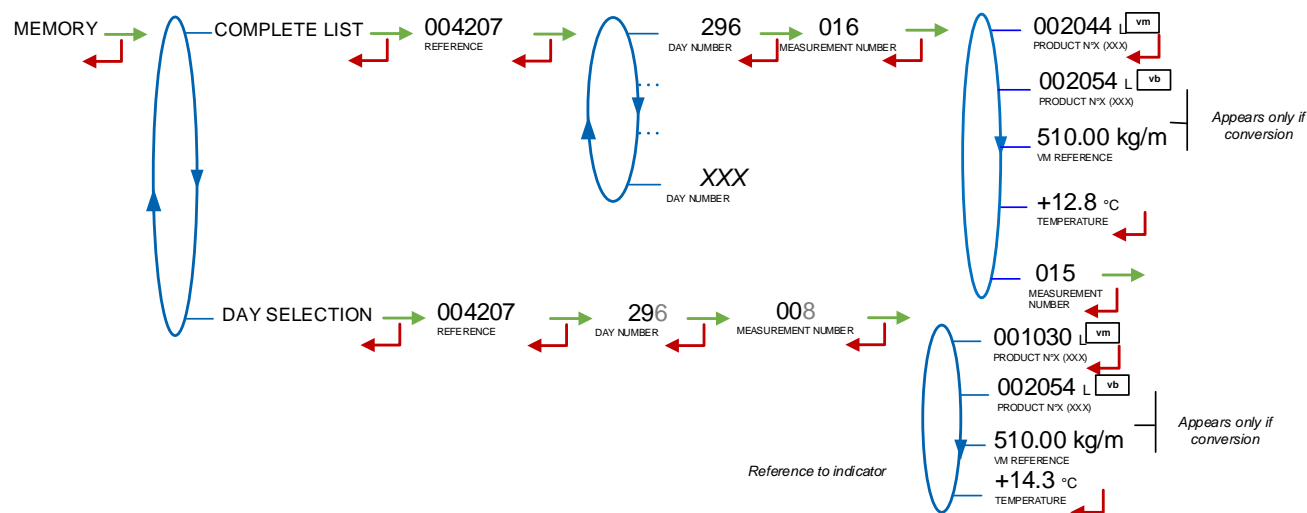 MEMORY
COMPLETE LIST
004207
REFERENCE
296
DAY NUMBER
...
...
XXX
DAY NUMBER
016
MEASUREMENT NUMBER
002044 L vm
PRODUCT N°X (XXX)
002054 L vb
PRODUCT N°X (XXX)
510.00 kg/m
VM REFERENCE
Appears only if
conversion
+12.8 °C
TEMPERATURE
015
MEASUREMENT
NUMBER
DAY SELECTION
004207
REFERENCE
296
DAY NUMBER
008
MEASUREMENT NUMBER
001030 L vm
PRODUCT N°X (XXX)
002054 L vb
PRODUCT N°X (XXX)
510.00 kg/m
VM REFERENCE
Appears only if
conversion
Reference to indicator
+14.3 °C
TEMPERATURE